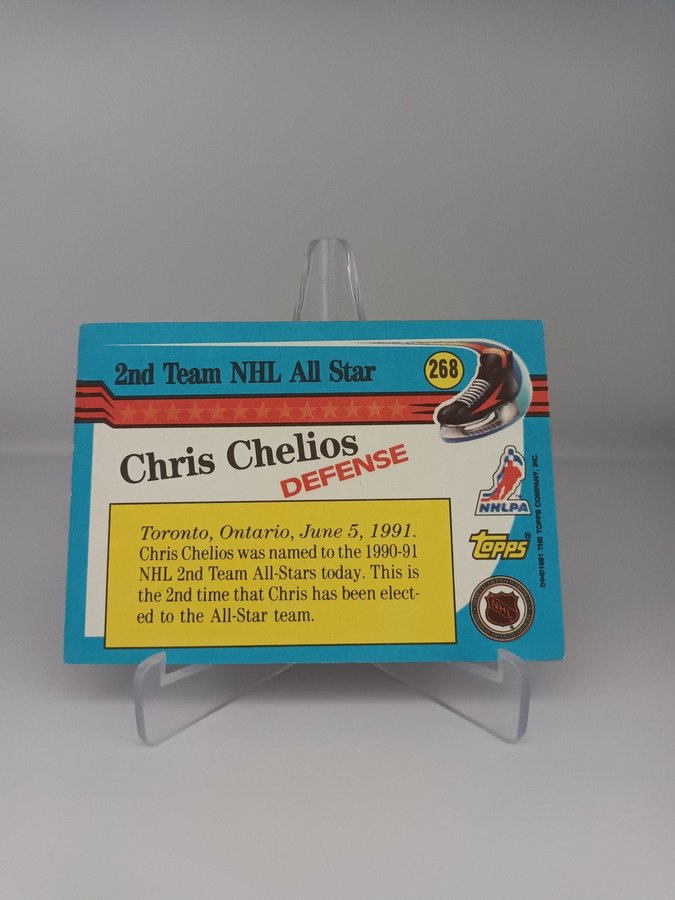 2nd Team NHL All Star
268
Chris Chelios
DEFENSE
Toronto, Ontario, June 5, 1991.
Chris Chelios was named to the 1990-91
NHL 2nd Team All-Stars today. This is
the 2nd time that Chris has been elect-
ed to the All-Star team.
NHLPA
TOPPS®
©1991 THE TOPPS COMPANY, INC.
NHL